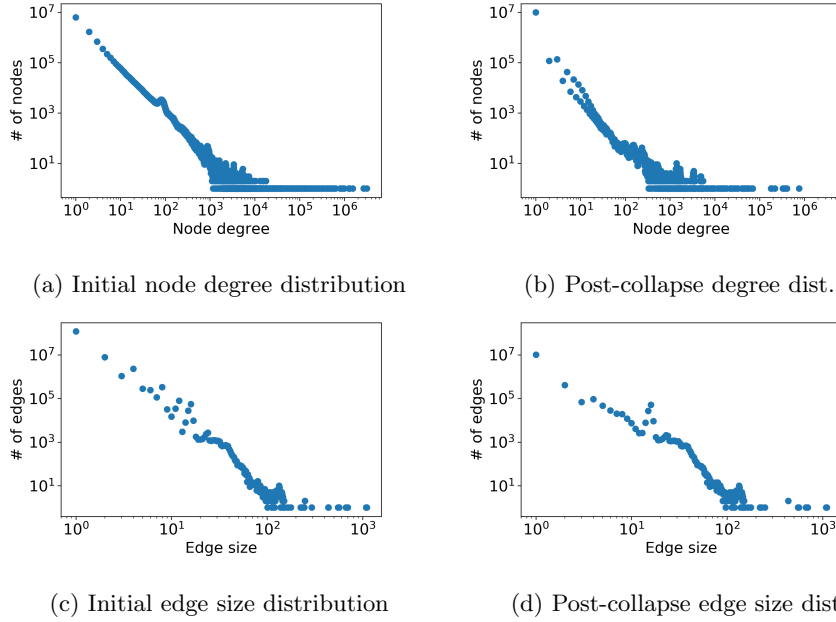 10^7
10^5
10^3
10^1
# of nodes
10^0 10^1 10^2 10^3 10^4 10^5 10^6
Node degree
(a) Initial node degree distribution
10^7
10^5
10^3
10^1
# of nodes
10^0 10^1 10^2 10^3 10^4 10^5 10^6
Node degree
(b) Post-collapse degree dist.
10^7
10^5
10^3
10^1
# of edges
10^0 10^1 10^2 10^3
Edge size
(c) Initial edge size distribution
10^7
10^5
10^3
10^1
# of edges
10^0 10^1 10^2 10^3
Edge size
(d) Post-collapse edge size dist